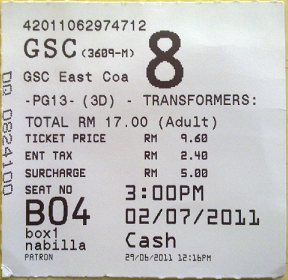 42011062974712
GSC (3609-M) 8
GSC East Coa
-PG13- (3D) - TRANSFORMERS:
TOTAL RM 17.00 (Adult)
TICKET PRICE RM 9.60
ENT TAX RM 2.40
SURCHARGE RM 5.00
SEAT NO 3:00PM
B04 02/07/2011
box1 Cash
nabilla
PATRON 29/06/2011 12:16PM
DQ 0824100